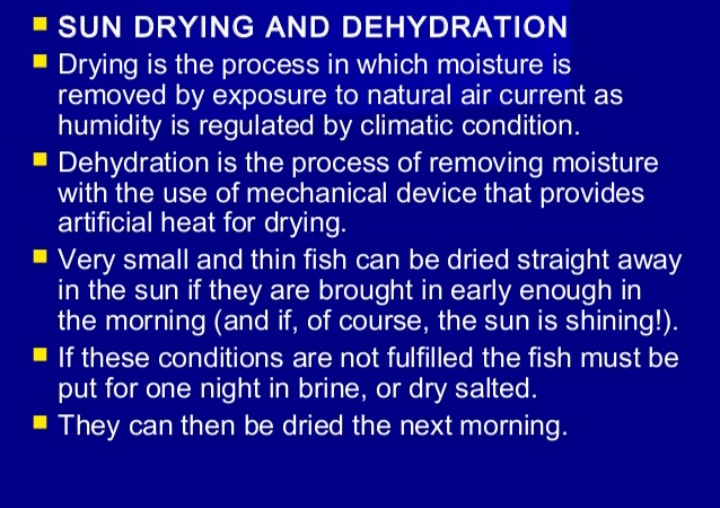 SUN DRYING AND DEHYDRATION
Drying is the process in which moisture is
removed by exposure to natural air current as
humidity is regulated by climatic condition.
Dehydration is the process of removing moisture
with the use of mechanical device that provides
artificial heat for drying.
Very small and thin fish can be dried straight away
in the sun if they are brought in early enough in
the morning (and if, of course, the sun is shining!).
If these conditions are not fulfilled the fish must be
put for one night in brine, or dry salted.
They can then be dried the next morning.